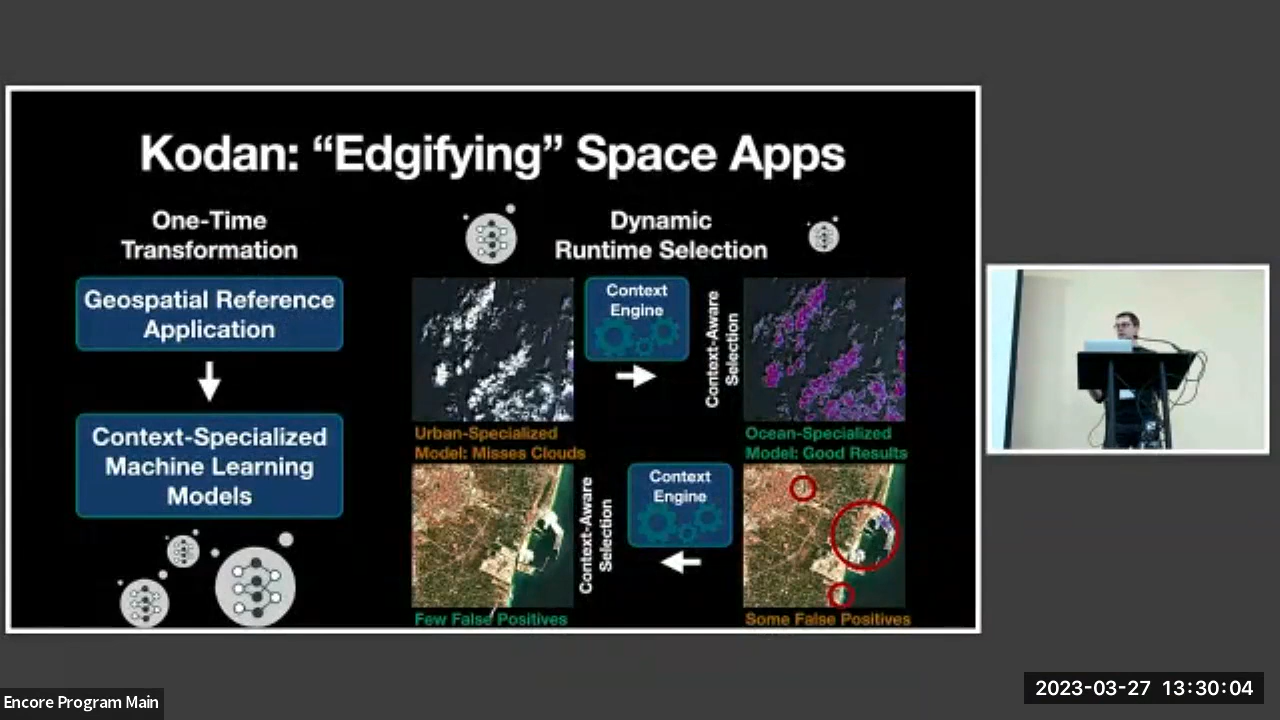 Kodan: “Edgifying” Space Apps
One-Time
Transformation
Geospatial Reference
Application
Context-Specialized
Machine Learning
Models
Dynamic
Runtime Selection
Context
Engine
Context-Aware
Selection
Urban-Specialized
Model: Misses Clouds
Ocean-Specialized
Model: Good Results
Context-Aware
Selection
Context
Engine
Few False Positives
Some False Positives
Encore Program Main
2023-03-27 13:30:04